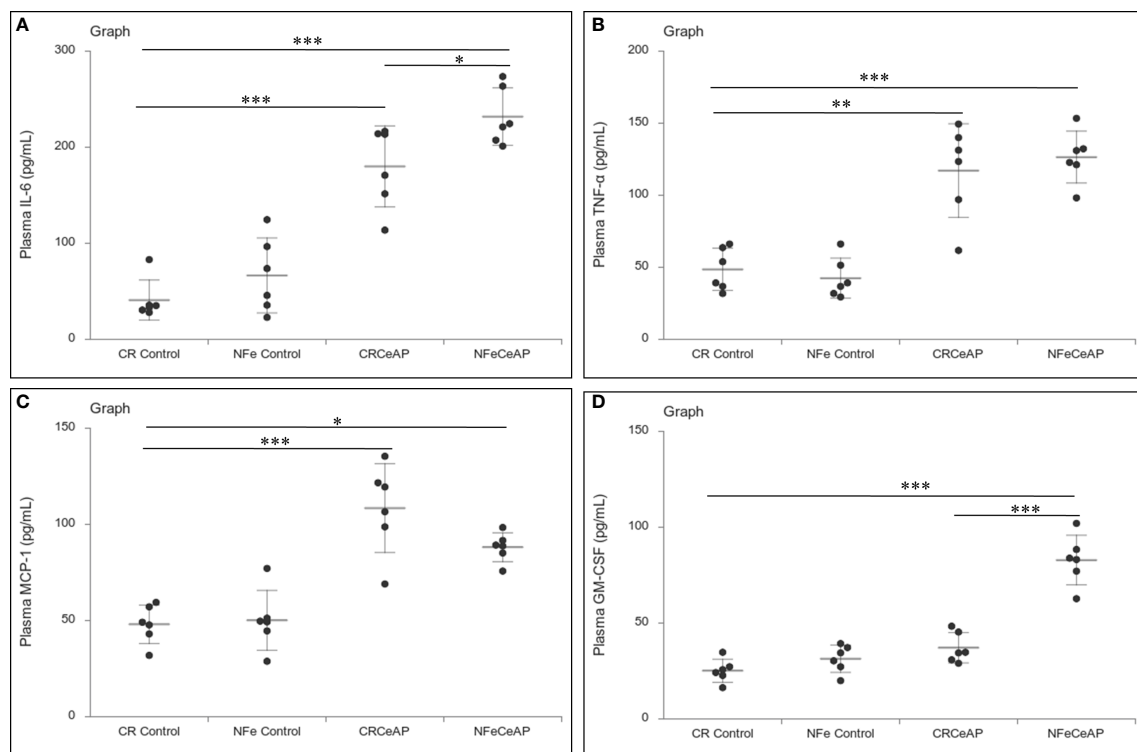 A
Graph
300
200
100
0
Plasma IL-6 (pg/mL)
***
*
***
CR Control NFe Control CRCeAP NFeCeAP
B
Graph
200
150
100
50
0
Plasma TNF-α (pg/mL)
***
**
CR Control NFe Control CRCeAP NFeCeAP
C
Graph
150
100
50
0
Plasma MCP-1 (pg/mL)
*
***
CR Control NFe Control CRCeAP NFeCeAP
D
Graph
150
100
50
0
Plasma GM-CSF (pg/mL)
***
***
CR Control NFe Control CRCeAP NFeCeAP